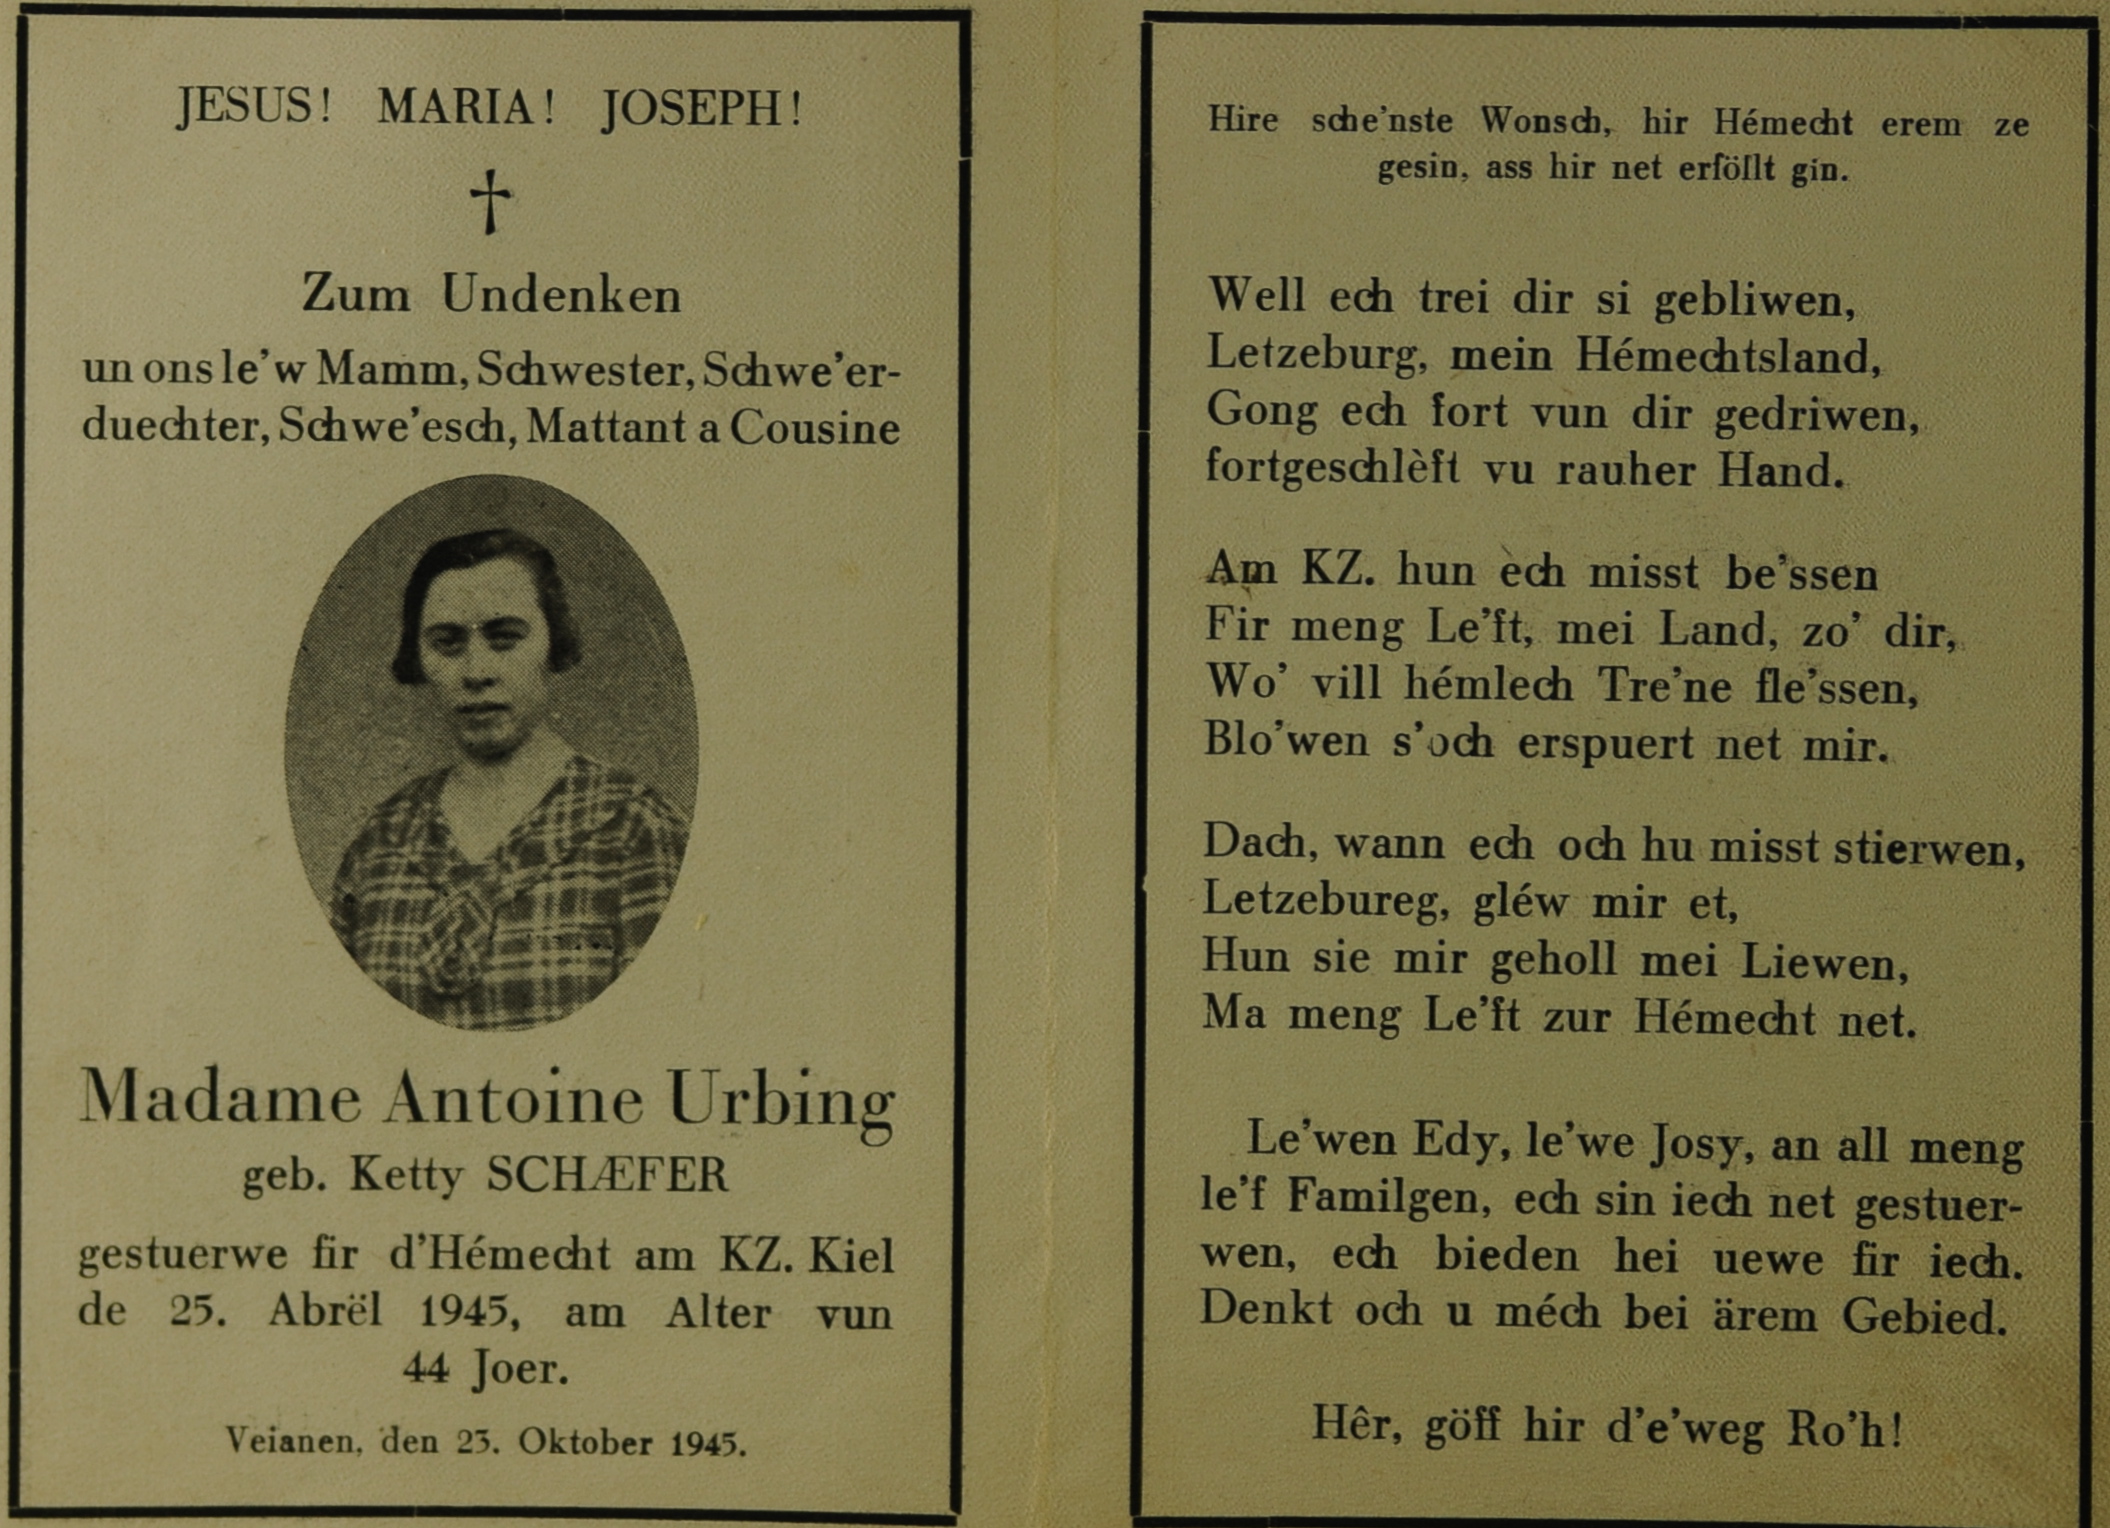 JESUS! MARIA! JOSEPH!
†
Zum Undenken
un ons le'w Mamm, Schwester, Schwe'er-
duechter, Schwe'esch, Mattant a Cousine
Madame Antoine Urbing
geb. Ketty SCHÆFER
gestuerwe fir d'Hémecht am KZ. Kiel
de 25. Abrël 1945, am Alter vun
44 Joer.
Veianen, den 23. Oktober 1945.
Hire sche'nste Wonsch, hir Hémecht erem ze
gesin, ass hir net erföllt gin.
Well ech trei dir si gebliwen,
Letzeburg, mein Hémechtsland,
Gong ech fort vun dir gedriwen,
fortgeschlèft vu rauher Hand.
Am KZ. hun èch misst be'ssen
Fir meng Le'ft, mei Land, zo' dir,
Wo' vill hémlech Tre'ne fle'ssen,
Blo'wen s'och erspuert net mir.
Dach, wann ech och hu misst stierwen,
Letzebureg, gléw mir et,
Hun sie mir geholl mei Liewen,
Ma meng Le'ft zur Hémecht net.
Le'wen Edy, le'we Josy, an all meng
le'f Familgen, ech sin iech net gestuer-
wen, ech bieden hei uewe fir iech.
Denkt och u méch bei ärem Gebied.
Hêr, göff hir d'e'weg Ro'h!